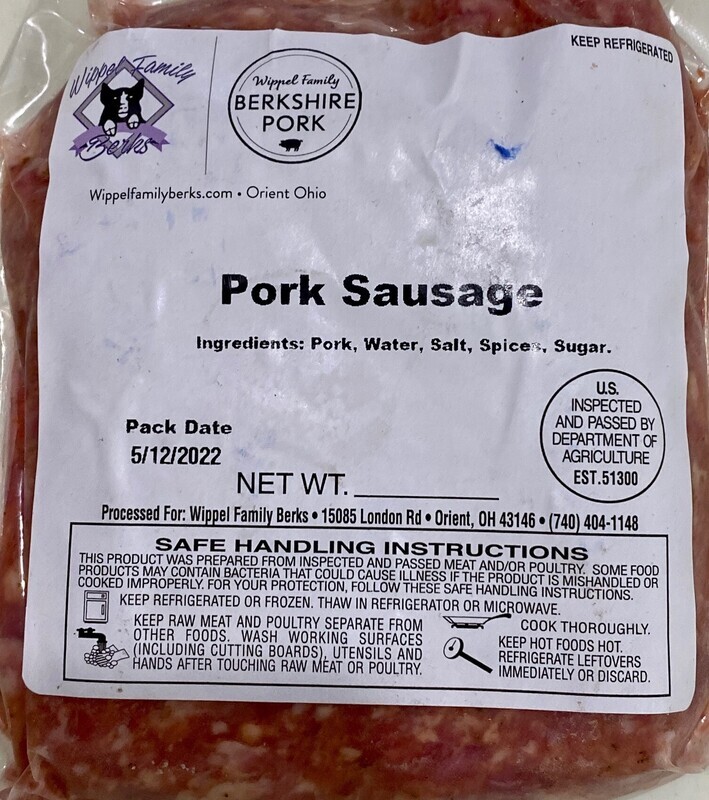 KEEP REFRIGERATED
Wippel Family
Berks
Wippel Family
BERKSHIRE
PORK
Wippelfamilyberks.com • Orient Ohio
Pork Sausage
Ingredients: Pork, Water, Salt, Spices, Sugar.
U.S.
INSPECTED
AND PASSED BY
DEPARTMENT OF
AGRICULTURE
EST.51300
Pack Date
5/12/2022
NET WT.
Processed For: Wippel Family Berks • 15085 London Rd • Orient, OH 43146 • (740) 404-1148
SAFE HANDLING INSTRUCTIONS
THIS PRODUCT WAS PREPARED FROM INSPECTED AND PASSED MEAT AND/OR POULTRY. SOME FOOD
PRODUCTS MAY CONTAIN BACTERIA THAT COULD CAUSE ILLNESS IF THE PRODUCT IS MISHANDLED OR
COOKED IMPROPERLY. FOR YOUR PROTECTION, FOLLOW THESE SAFE HANDLING INSTRUCTIONS.
KEEP REFRIGERATED OR FROZEN. THAW IN REFRIGERATOR OR MICROWAVE.
KEEP RAW MEAT AND POULTRY SEPARATE FROM
OTHER FOODS. WASH WORKING SURFACES
(INCLUDING CUTTING BOARDS), UTENSILS AND
HANDS AFTER TOUCHING RAW MEAT OR POULTRY.
COOK THOROUGHLY.
KEEP HOT FOODS HOT.
REFRIGERATE LEFTOVERS
IMMEDIATELY OR DISCARD.